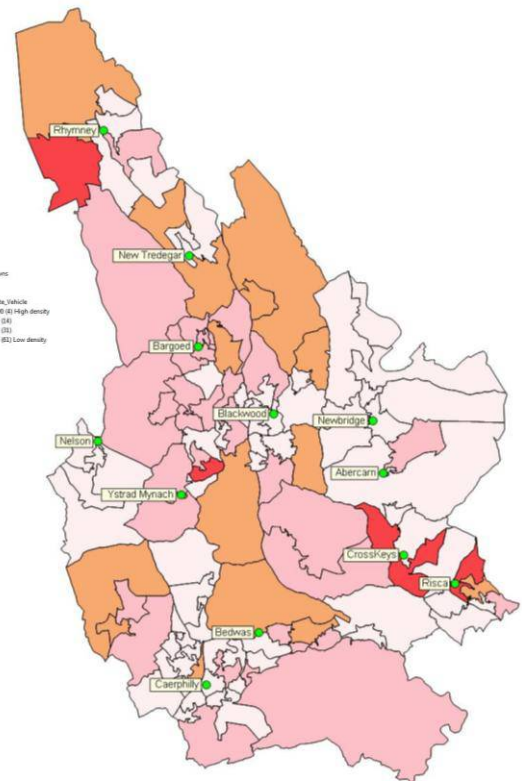 Rhymney
New Tredegar
_Vehicle
(4) High density
(14)
(31)
(61) Low density
Bargoed
Blackwood
Newbridge
Nelson
Abercarn
Ystrad Mynach
CrossKeys
Risca
Bedwas
Caerphilly